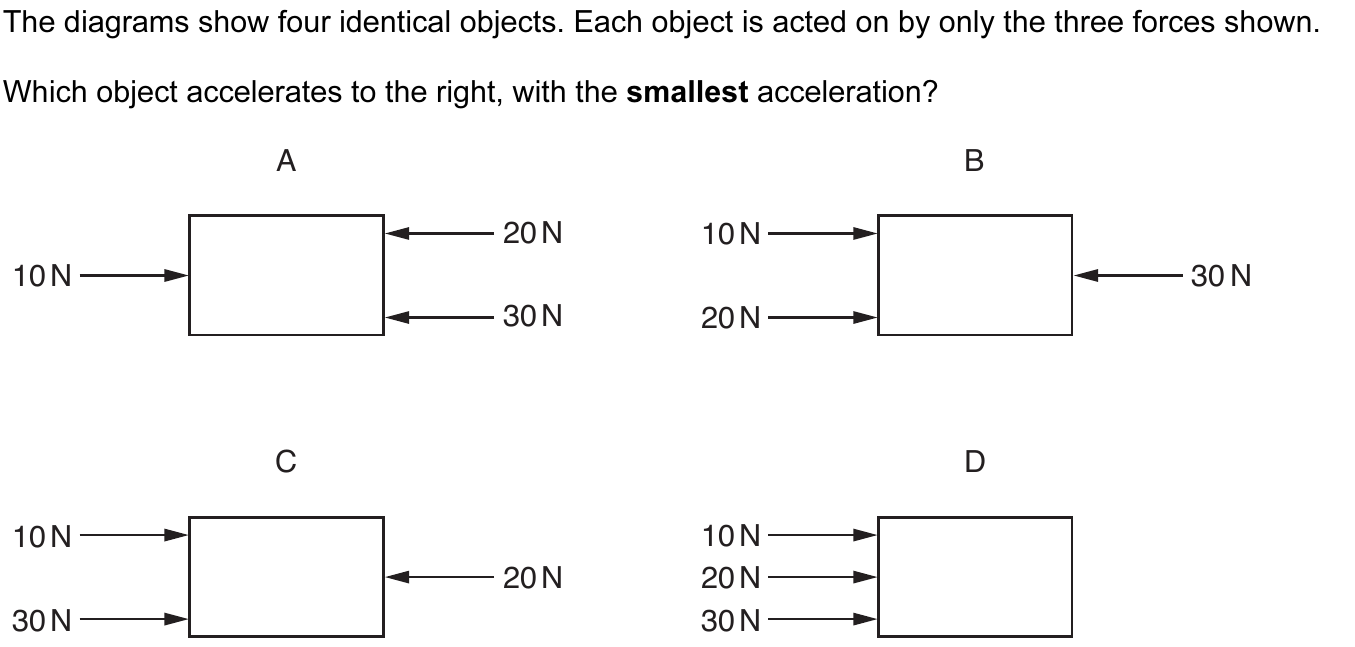 The diagrams show four identical objects. Each object is acted on by only the three forces shown.
Which object accelerates to the right, with the smallest acceleration?
A
B
20 N
10 N
10 N
30 N
30 N
20 N
C
D
10 N
10 N
20 N
20 N
30 N
30 N